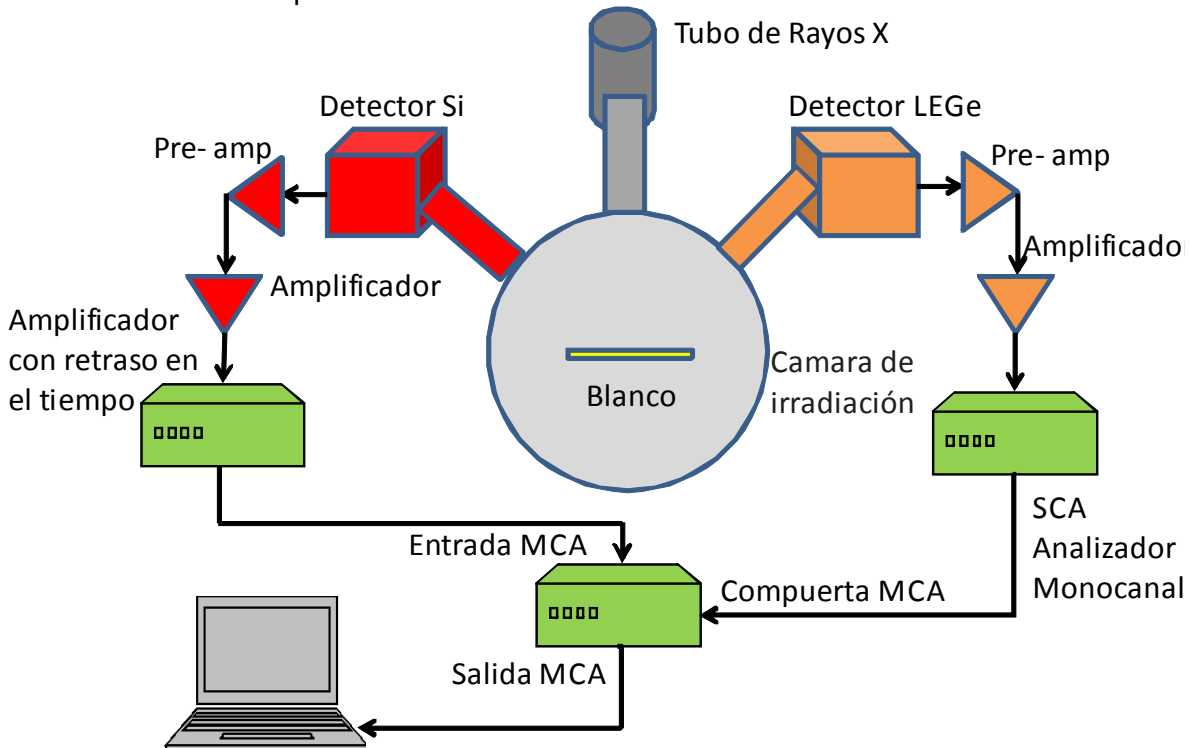 Tubo de Rayos X
Detector Si
Detector LEGe
Pre- amp
Pre- amp
Amplificador
Amplificador
Amplificador
con retraso en
el tiempo
Blanco
Camara de
irradiación
SCA
Analizador
Monocanal
Entrada MCA
Compuerta MCA
Salida MCA